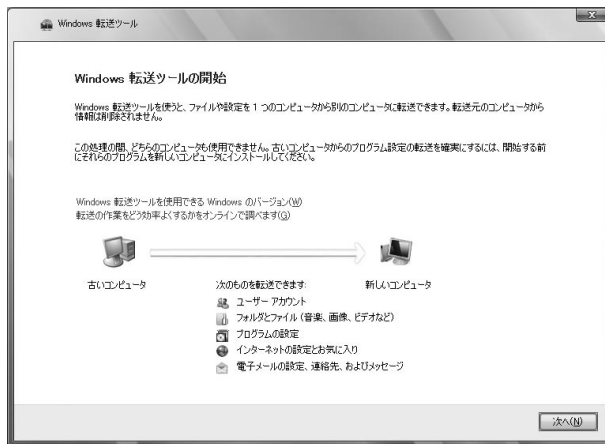 Windows 転送ツール
Windows 転送ツールの開始
Windows 転送ツールを使うと、ファイルや設定を 1 つのコンピュータから別のコンピュータに転送できます。転送元のコンピュータから
情報は削除されません。
この処理の間、どちらのコンピュータも使用できません。古いコンピュータからのプログラム設定の転送を確実にするには、開始する前
にそれらのプログラムを新しいコンピュータにインストールしてください。
Windows 転送ツールを使用できる Windows のバージョン(W)
転送の作業をどう効率よくするかをオンラインで調べます(G)
古いコンピュータ
次のものを転送できます:
新しいコンピュータ
ユーザー アカウント
フォルダとファイル (音楽、画像、ビデオなど)
プログラムの設定
インターネットの設定とお気に入り
電子メールの設定、連絡先、およびメッセージ
次へ(N)